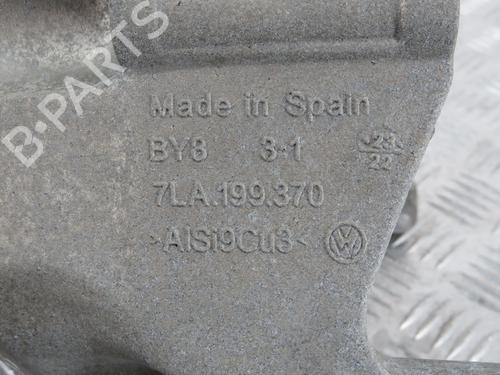 B-PARTS
Made in Spain
BY8 3·1 23
22
7LA.199.370
>AlSi9Cu3<